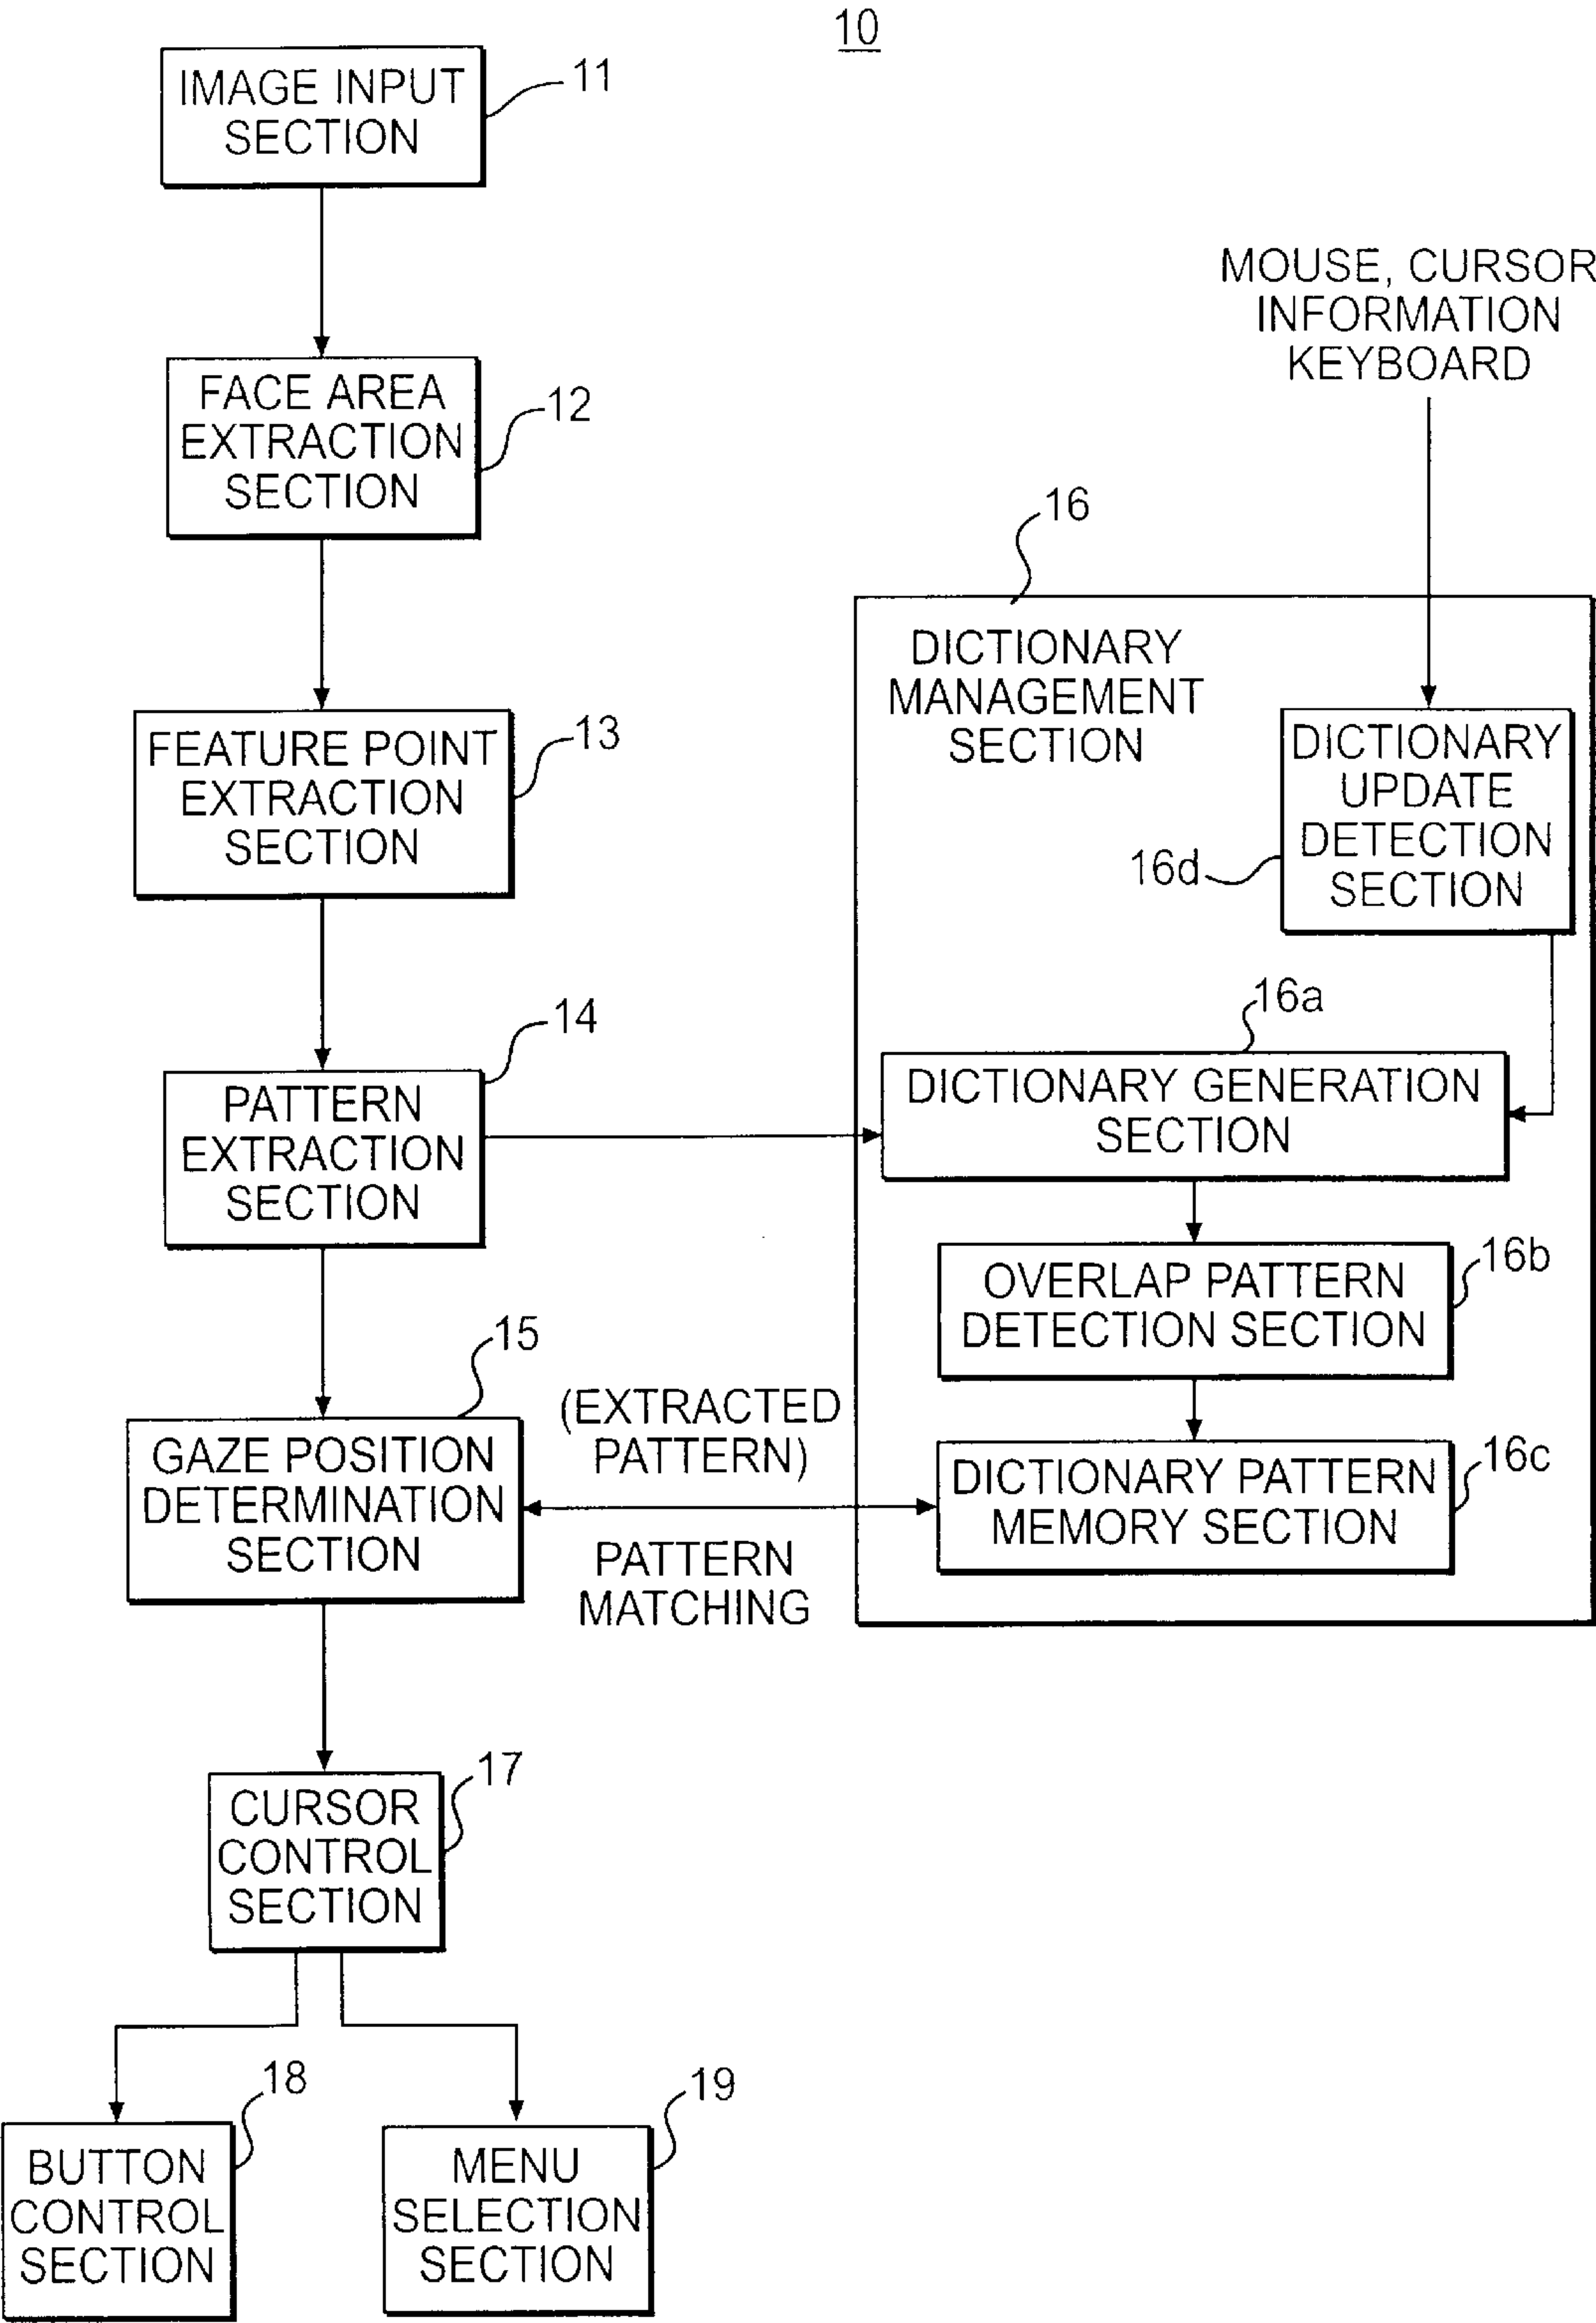 10
IMAGE INPUT
SECTION
11
MOUSE, CURSOR
INFORMATION
KEYBOARD
FACE AREA
EXTRACTION
SECTION
12
16
DICTIONARY
MANAGEMENT
SECTION
FEATURE POINT
EXTRACTION
SECTION
13
DICTIONARY
UPDATE
DETECTION
SECTION
16d
16a
14
PATTERN
EXTRACTION
SECTION
DICTIONARY GENERATION
SECTION
OVERLAP PATTERN
DETECTION SECTION
16b
15
(EXTRACTED
PATTERN)
GAZE POSITION
DETERMINATION
SECTION
DICTIONARY PATTERN
MEMORY SECTION
16c
PATTERN
MATCHING
17
CURSOR
CONTROL
SECTION
18
19
BUTTON
CONTROL
SECTION
MENU
SELECTION
SECTION